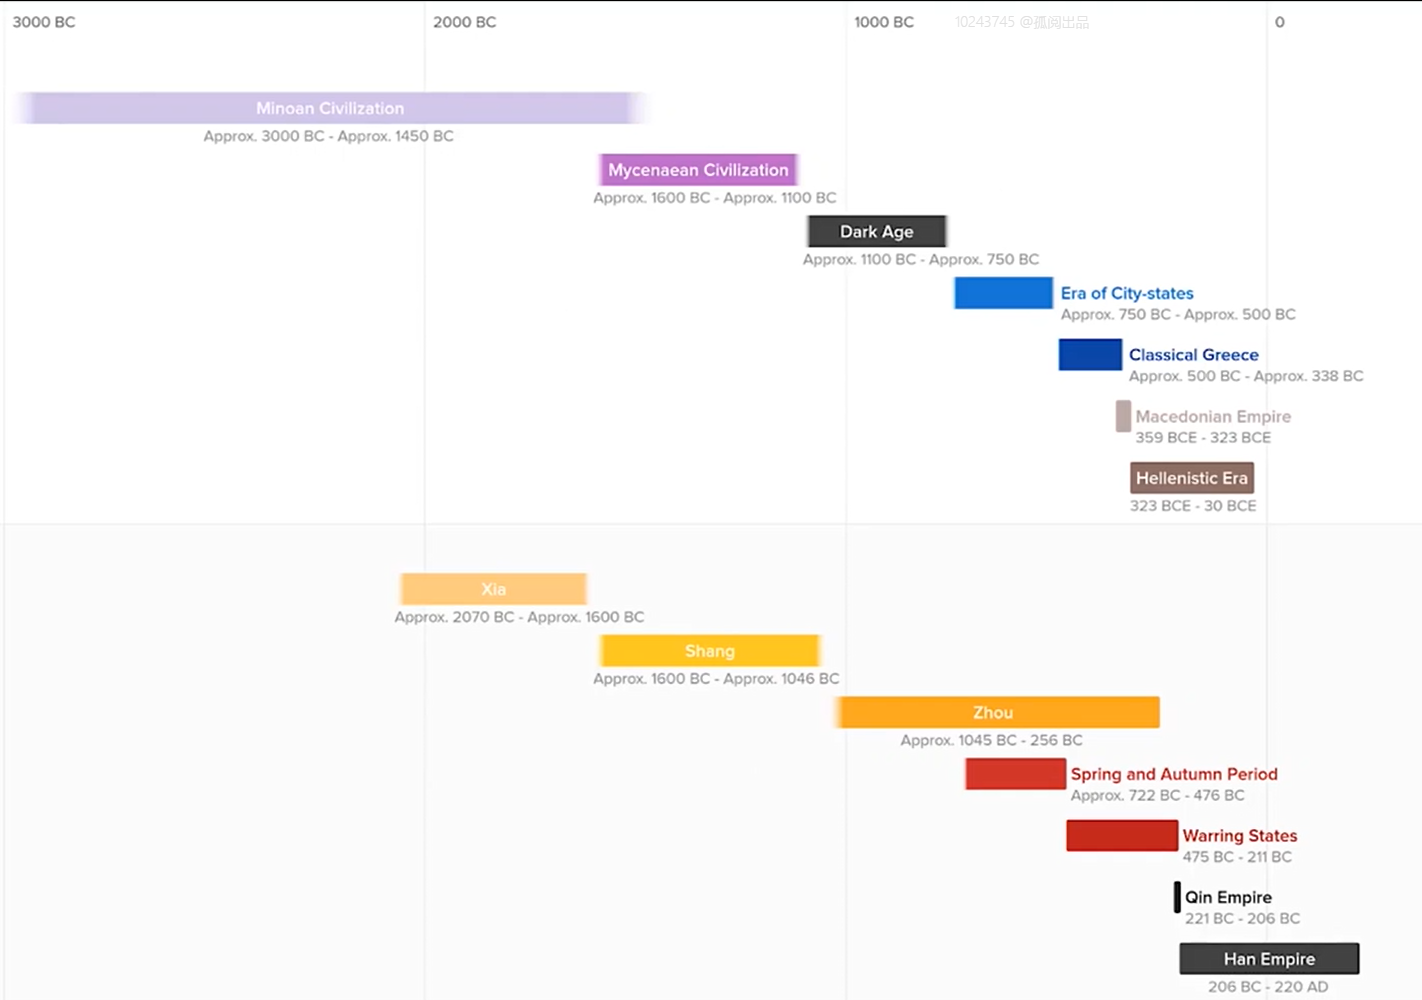 3000 BC
2000 BC
1000 BC
10243745 @孤阅出品
0
Minoan Civilization
Approx. 3000 BC - Approx. 1450 BC
Mycenaean Civilization
Approx. 1600 BC - Approx. 1100 BC
Dark Age
Approx. 1100 BC - Approx. 750 BC
Era of City-states
Approx. 750 BC - Approx. 500 BC
Classical Greece
Approx. 500 BC - Approx. 338 BC
Macedonian Empire
359 BCE - 323 BCE
Hellenistic Era
323 BCE - 30 BCE
Xia
Approx. 2070 BC - Approx. 1600 BC
Shang
Approx. 1600 BC - Approx. 1046 BC
Zhou
Approx. 1045 BC - 256 BC
Spring and Autumn Period
Approx. 722 BC - 476 BC
Warring States
475 BC - 211 BC
Qin Empire
221 BC - 206 BC
Han Empire
206 BC - 220 AD